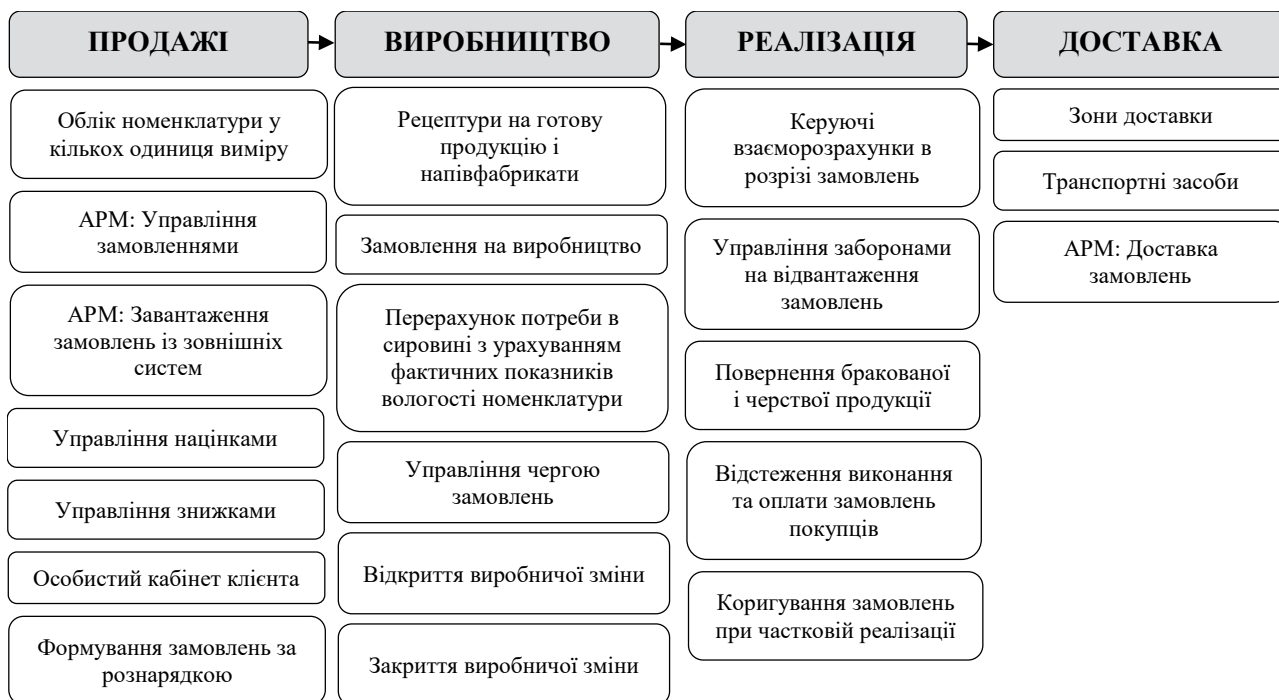 ПРОДАЖІ
Облік номенклатури у
кількох одиниця виміру
АРМ: Управління
замовленнями
АРМ: Завантаження
замовлень із зовнішніх
систем
Управління націнками
Управління знижками
Особистий кабінет клієнта
Формування замовлень за
рознарядкою
ВИРОБНИЦТВО
Рецептури на готову
продукцію і
напівфабрикати
Замовлення на виробництво
Перерахунок потреби в
сировині з урахуванням
фактичних показників
вологості номенклатури
Управління чергою
замовлень
Відкриття виробничої зміни
Закриття виробничої зміни
РЕАЛІЗАЦІЯ
Керуючі
взаєморозрахунки в
розрізі замовлень
Управління заборонами
на відвантаження
замовлень
Повернення бракованої
і черствої продукції
Відстеження виконання
та оплати замовлень
покупців
Коригування замовлень
при частковій реалізації
ДОСТАВКА
Зони доставки
Транспортні засоби
АРМ: Доставка
замовлень